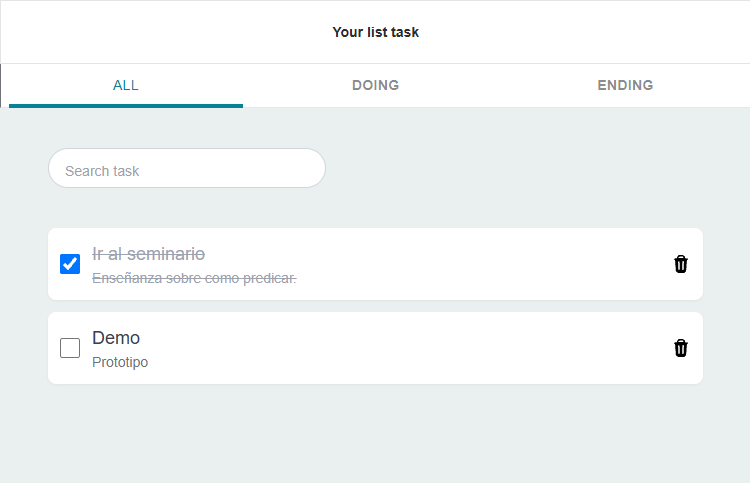 Your list task
ALL
DOING
ENDING
Search task
Ir al seminario
Enseñanza sobre como predicar.
Demo
Prototipo